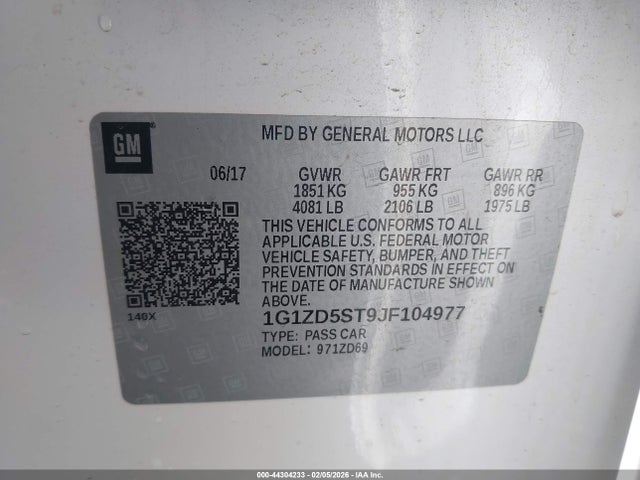 GM
MFD BY GENERAL MOTORS LLC
06/17 GVWR GAWR FRT GAWR RR
1851 KG 955 KG 896 KG
4081 LB 2106 LB 1975 LB
THIS VEHICLE CONFORMS TO ALL
APPLICABLE U.S. FEDERAL MOTOR
VEHICLE SAFETY, BUMPER, AND THEFT
PREVENTION STANDARDS IN EFFECT ON
THE DATE OF MANUFACTURE SHOWN
ABOVE.
140X
1G1ZD5ST9JF104977
TYPE: PASS CAR
MODEL: 971ZD69
000-44304233 - 02/05/2026 - IAA, Inc.